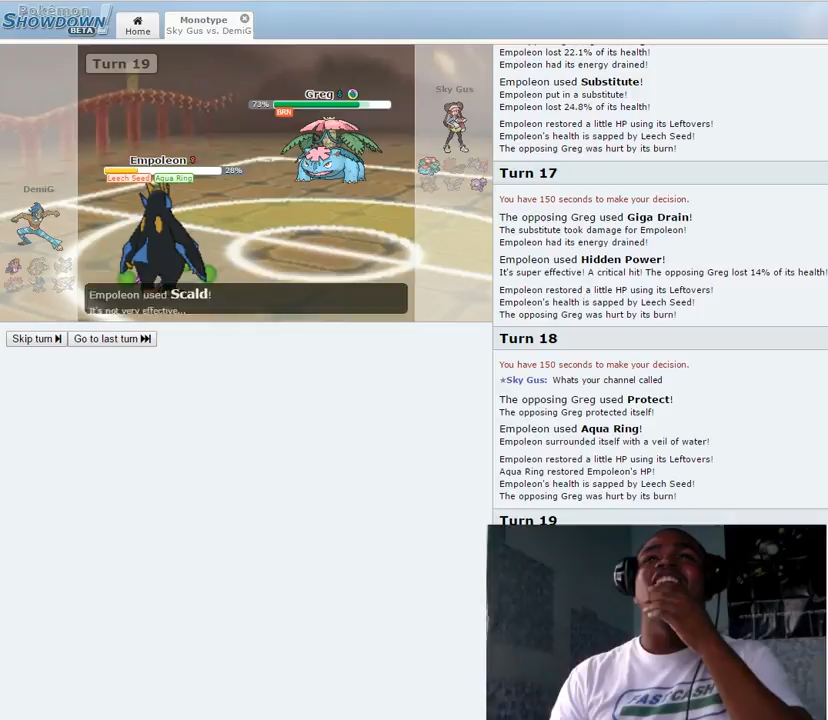 Pokémon
SHOWDOWN!
BETA
Home
Monotype
Sky Gus vs. DemiG
Turn 19
Greg
73%
BRN
Sky Gus
Empoleon
28%
Leech Seed Aqua Ring
DemiG
Empoleon used Scald!
It's not very effective...
Skip turn
Go to last turn
Empoleon lost 22.1% of its health!
Empoleon had its energy drained!
Empoleon used Substitute!
Empoleon put in a substitute!
Empoleon lost 24.8% of its health!
Empoleon restored a little HP using its Leftovers!
Empoleon's health is sapped by Leech Seed!
The opposing Greg was hurt by its burn!
Turn 17
You have 150 seconds to make your decision.
The opposing Greg used Giga Drain!
The substitute took damage for Empoleon!
Empoleon had its energy drained!
Empoleon used Hidden Power!
It's super effective! A critical hit! The opposing Greg lost 14% of its health!
Empoleon restored a little HP using its Leftovers!
Empoleon's health is sapped by Leech Seed!
The opposing Greg was hurt by its burn!
Turn 18
You have 150 seconds to make your decision.
★Sky Gus: Whats your channel called
The opposing Greg used Protect!
The opposing Greg protected itself!
Empoleon used Aqua Ring!
Empoleon surrounded itself with a veil of water!
Empoleon restored a little HP using its Leftovers!
Aqua Ring restored Empoleon's HP!
Empoleon's health is sapped by Leech Seed!
The opposing Greg was hurt by its burn!
Turn 19
FAST CASH